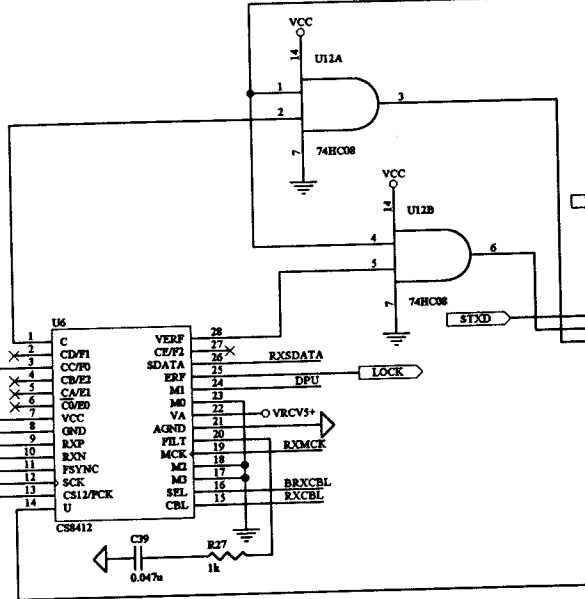 VCC
14
U12A
1
2
3
7
74HC08
VCC
14
U12B
4
5
6
7
74HC08
STXD
U6
1 C VERF 28
2 CD/F1 CE/F2 27
3 CC/F0 SDATA 26 RXSDATA
4 CB/E2 ERF 25 LOCK
5 CA/E1 M1 24 DPU
6 C0/E0 M0 23
7 VCC VA 22 VRCV5+
8 GND AGND 21
9 RXP FILT 20
10 RXN MCK 19 RXMCK
11 FSYNC M2 18
12 SCK M3 17
13 CS12/FCK SEL 16 BRXCBL
14 U CBL 15 RXCBL
CS8412
C39
0.047u
R27
1k